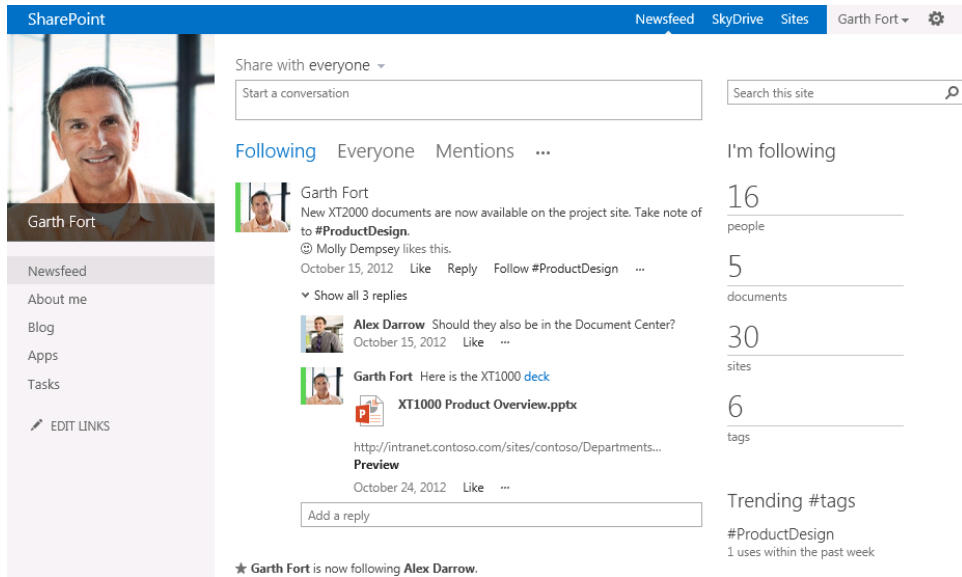 SharePoint
Newsfeed SkyDrive Sites Garth Fort
Garth Fort
Newsfeed
About me
Blog
Apps
Tasks
EDIT LINKS
Share with everyone
Start a conversation
Following Everyone Mentions ...
Garth Fort
New XT2000 documents are now available on the project site. Take note of
to #ProductDesign.
Molly Dempsey likes this.
October 15, 2012 Like Reply Follow #ProductDesign ...
Show all 3 replies
Alex Darrow Should they also be in the Document Center?
October 15, 2012 Like ...
Garth Fort Here is the XT1000 deck
XT1000 Product Overview.pptx
http://intranet.contoso.com/sites/contoso/Departments...
Preview
October 24, 2012 Like ...
Add a reply
Garth Fort is now following Alex Darrow.
Search this site
I'm following
16
people
5
documents
30
sites
6
tags
Trending #tags
#ProductDesign
1 uses within the past week